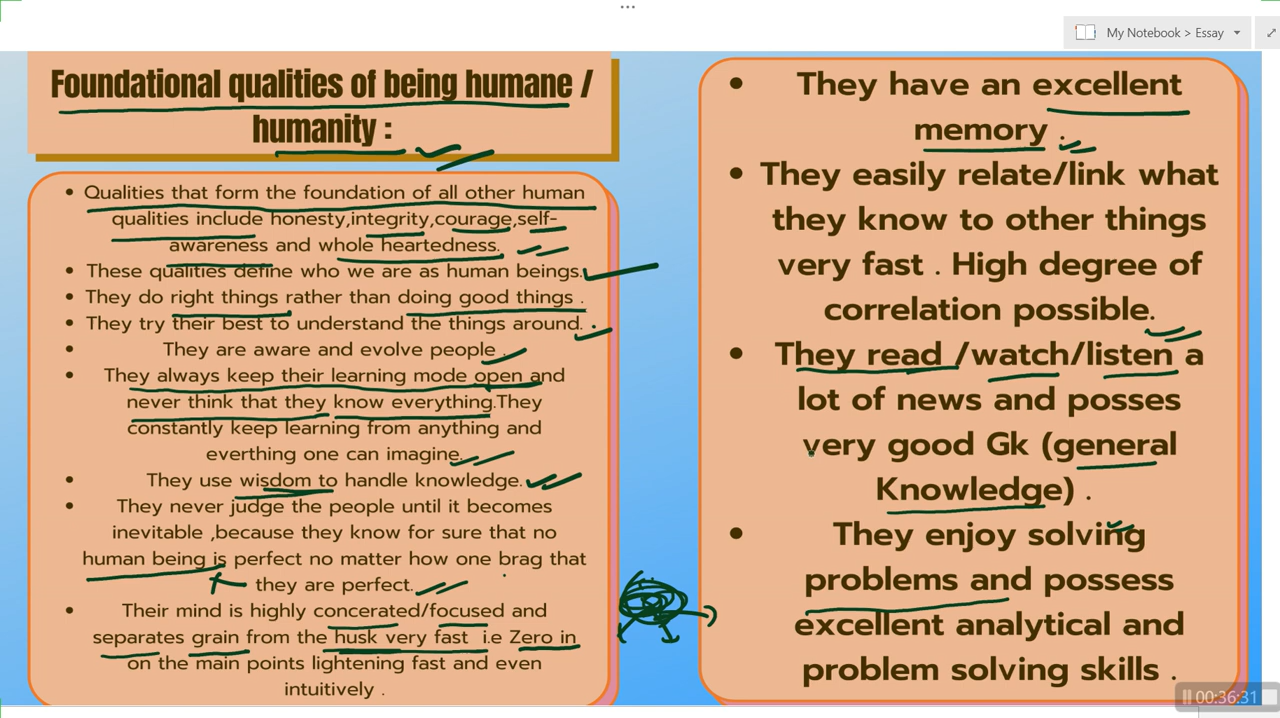 My Notebook > Essay
Foundational qualities of being humane /
humanity :
Qualities that form the foundation of all other human
qualities include honesty,integrity,courage,self-
awareness and whole heartedness.
These qualities define who we are as human beings.
They do right things rather than doing good things .
They try their best to understand the things around.
They are aware and evolve people .
They always keep their learning mode open and
never think that they know everything.They
constantly keep learning from anything and
everthing one can imagine.
They use wisdom to handle knowledge.
They never judge the people until it becomes
inevitable ,because they know for sure that no
human being is perfect no matter how one brag that
they are perfect.
Their mind is highly concerated/focused and
separates grain from the husk very fast i.e Zero in
on the main points lightening fast and even
intuitively .
They have an excellent
memory .
They easily relate/link what
they know to other things
very fast . High degree of
correlation possible.
They read /watch/listen a
lot of news and posses
very good Gk (general
Knowledge) .
They enjoy solving
problems and possess
excellent analytical and
problem solving skills .
00:36:31